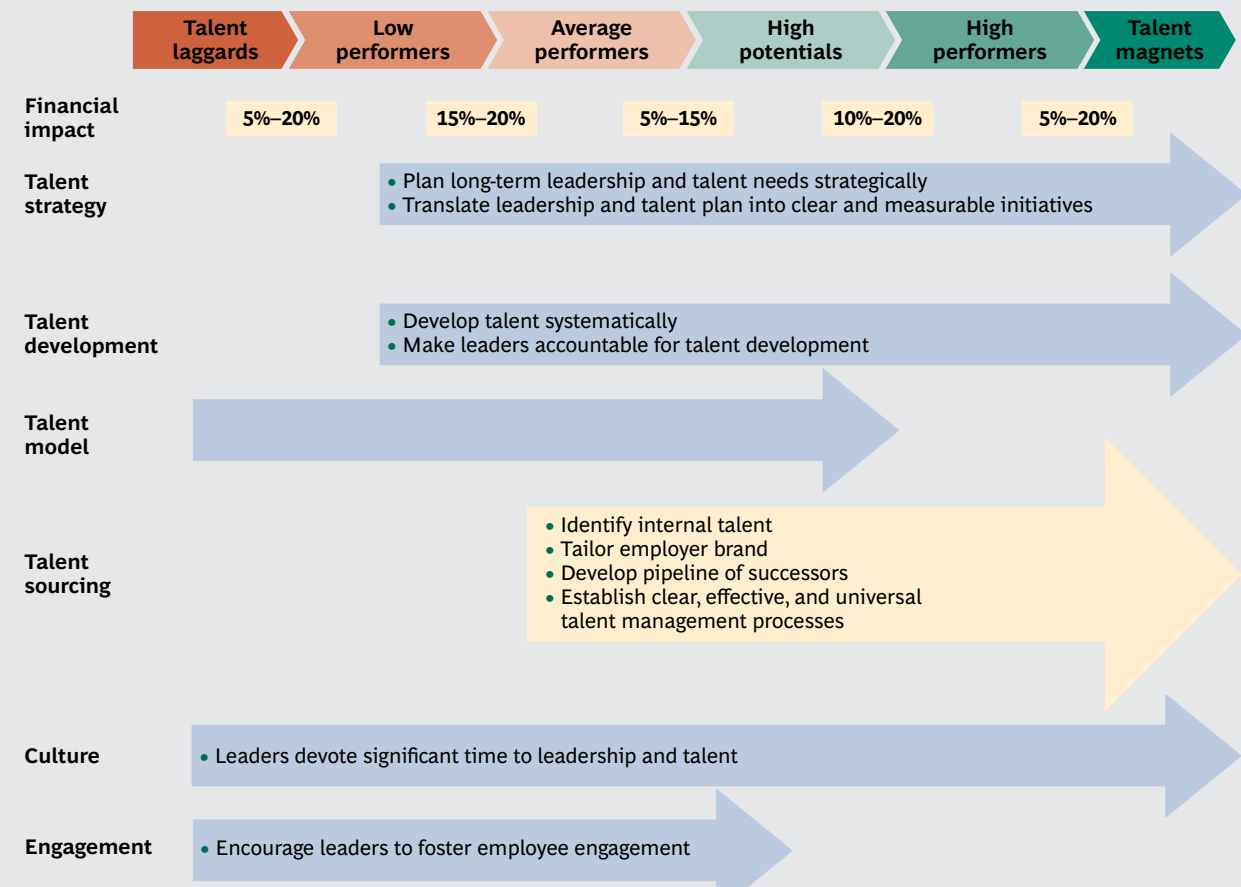 Talent
laggards
Low
performers
Average
performers
High
potentials
High
performers
Talent
magnets
Financial
impact
5%–20%
15%–20%
5%–15%
10%–20%
5%–20%
Talent
strategy
• Plan long-term leadership and talent needs strategically
• Translate leadership and talent plan into clear and measurable initiatives
Talent
development
• Develop talent systematically
• Make leaders accountable for talent development
Talent
model
Talent
sourcing
• Identify internal talent
• Tailor employer brand
• Develop pipeline of successors
• Establish clear, effective, and universal
talent management processes
Culture
• Leaders devote significant time to leadership and talent
Engagement
• Encourage leaders to foster employee engagement